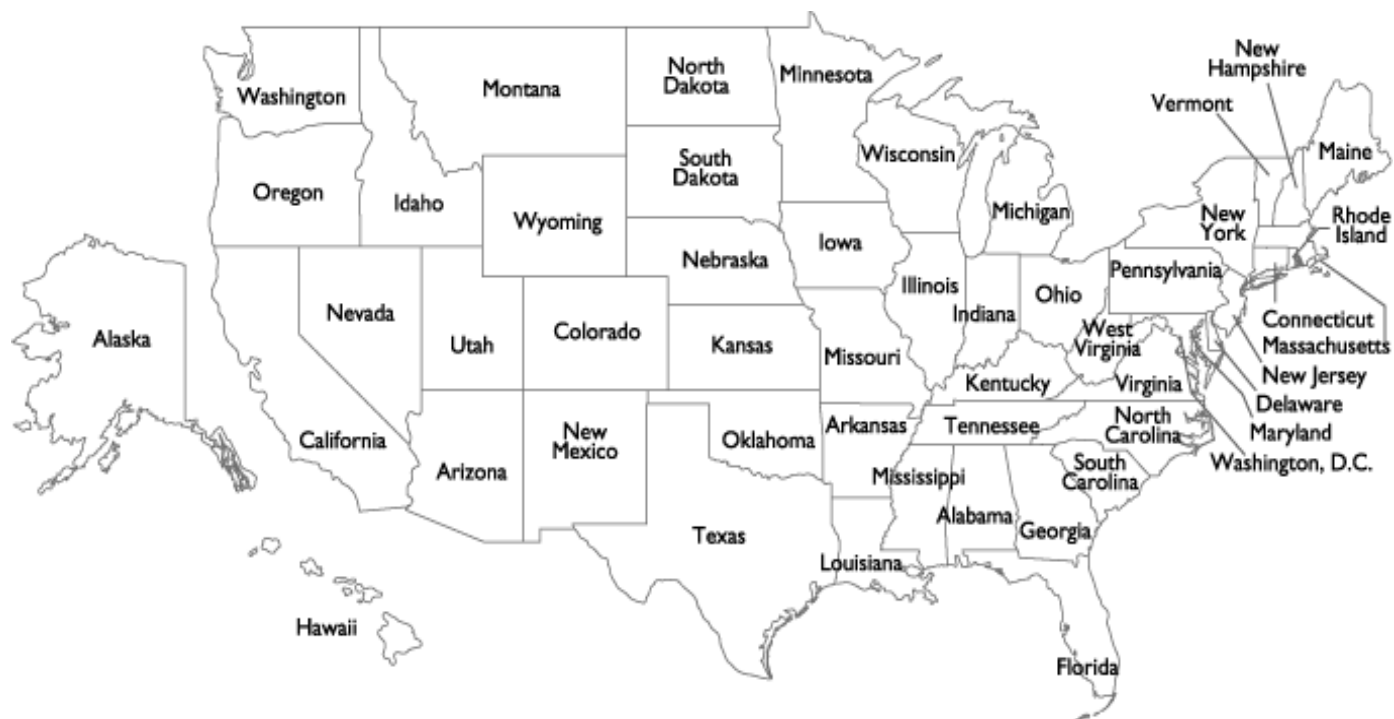 New
Hampshire
Vermont
Washington
Montana
North
Dakota
Minnesota
Maine
Oregon
Idaho
Wyoming
South
Dakota
Wisconsin
Michigan
New
York
Rhode
Island
Nebraska
Iowa
Illinois
Indiana
Ohio
Pennsylvania
Alaska
Nevada
Utah
Colorado
Kansas
Missouri
West
Virginia
Virginia
Kentucky
Connecticut
Massachusetts
New Jersey
Delaware
Maryland
Washington, D.C.
California
Arizona
New
Mexico
Oklahoma
Arkansas
Tennessee
North
Carolina
South
Carolina
Mississippi
Alabama
Georgia
Texas
Louisiana
Hawaii
Florida